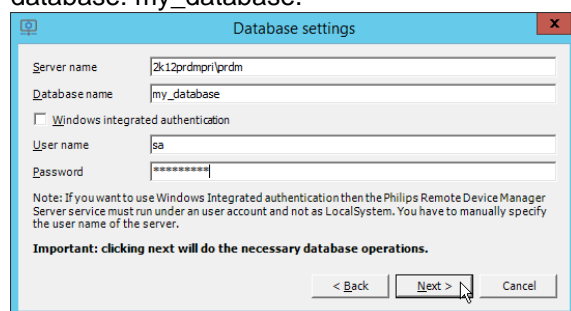 database: my_database.
Database settings
x
Server name 2k12prdmpri\prdm
Database name my_database
Windows integrated authentication
User name sa
Password *********
Note: If you want to use Windows Integrated authentication then the Philips Remote Device Manager
Server service must run under an user account and not as LocalSystem. You have to manually specify
the user name of the server.
Important: clicking next will do the necessary database operations.
< Back Next > Cancel